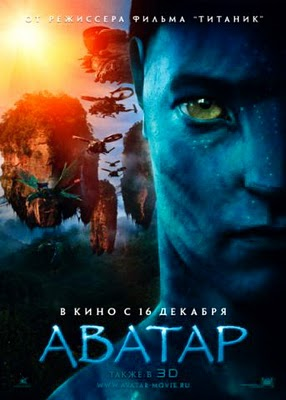 ОТ РЕЖИССЕРА ФИЛЬМА "ТИТАНИК"
В КИНО С 16 ДЕКАБРЯ
АВАТАР
ТАКЖЕ В 3D
WWW.AVATAR-MOVIE.RU